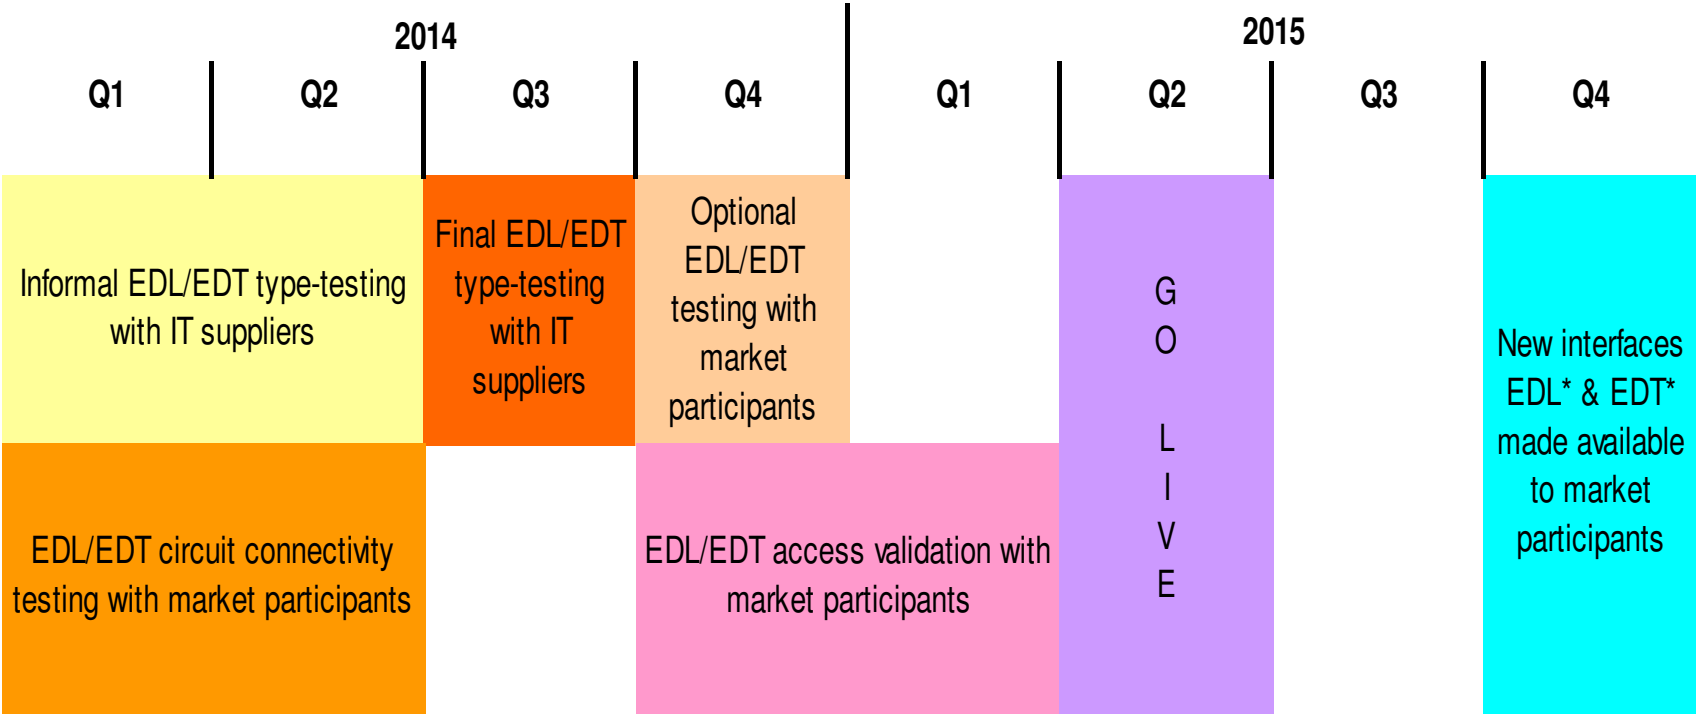 2014
2015
Q1
Q2
Q3
Q4
Q1
Q2
Q3
Q4
Informal EDL/EDT type-testing
with IT suppliers
Final EDL/EDT
type-testing
with IT
suppliers
Optional
EDL/EDT
testing with
market
participants
EDL/EDT circuit connectivity
testing with market participants
EDL/EDT access validation with
market participants
G
O
L
I
V
E
New interfaces
EDL* & EDT*
made available
to market
participants